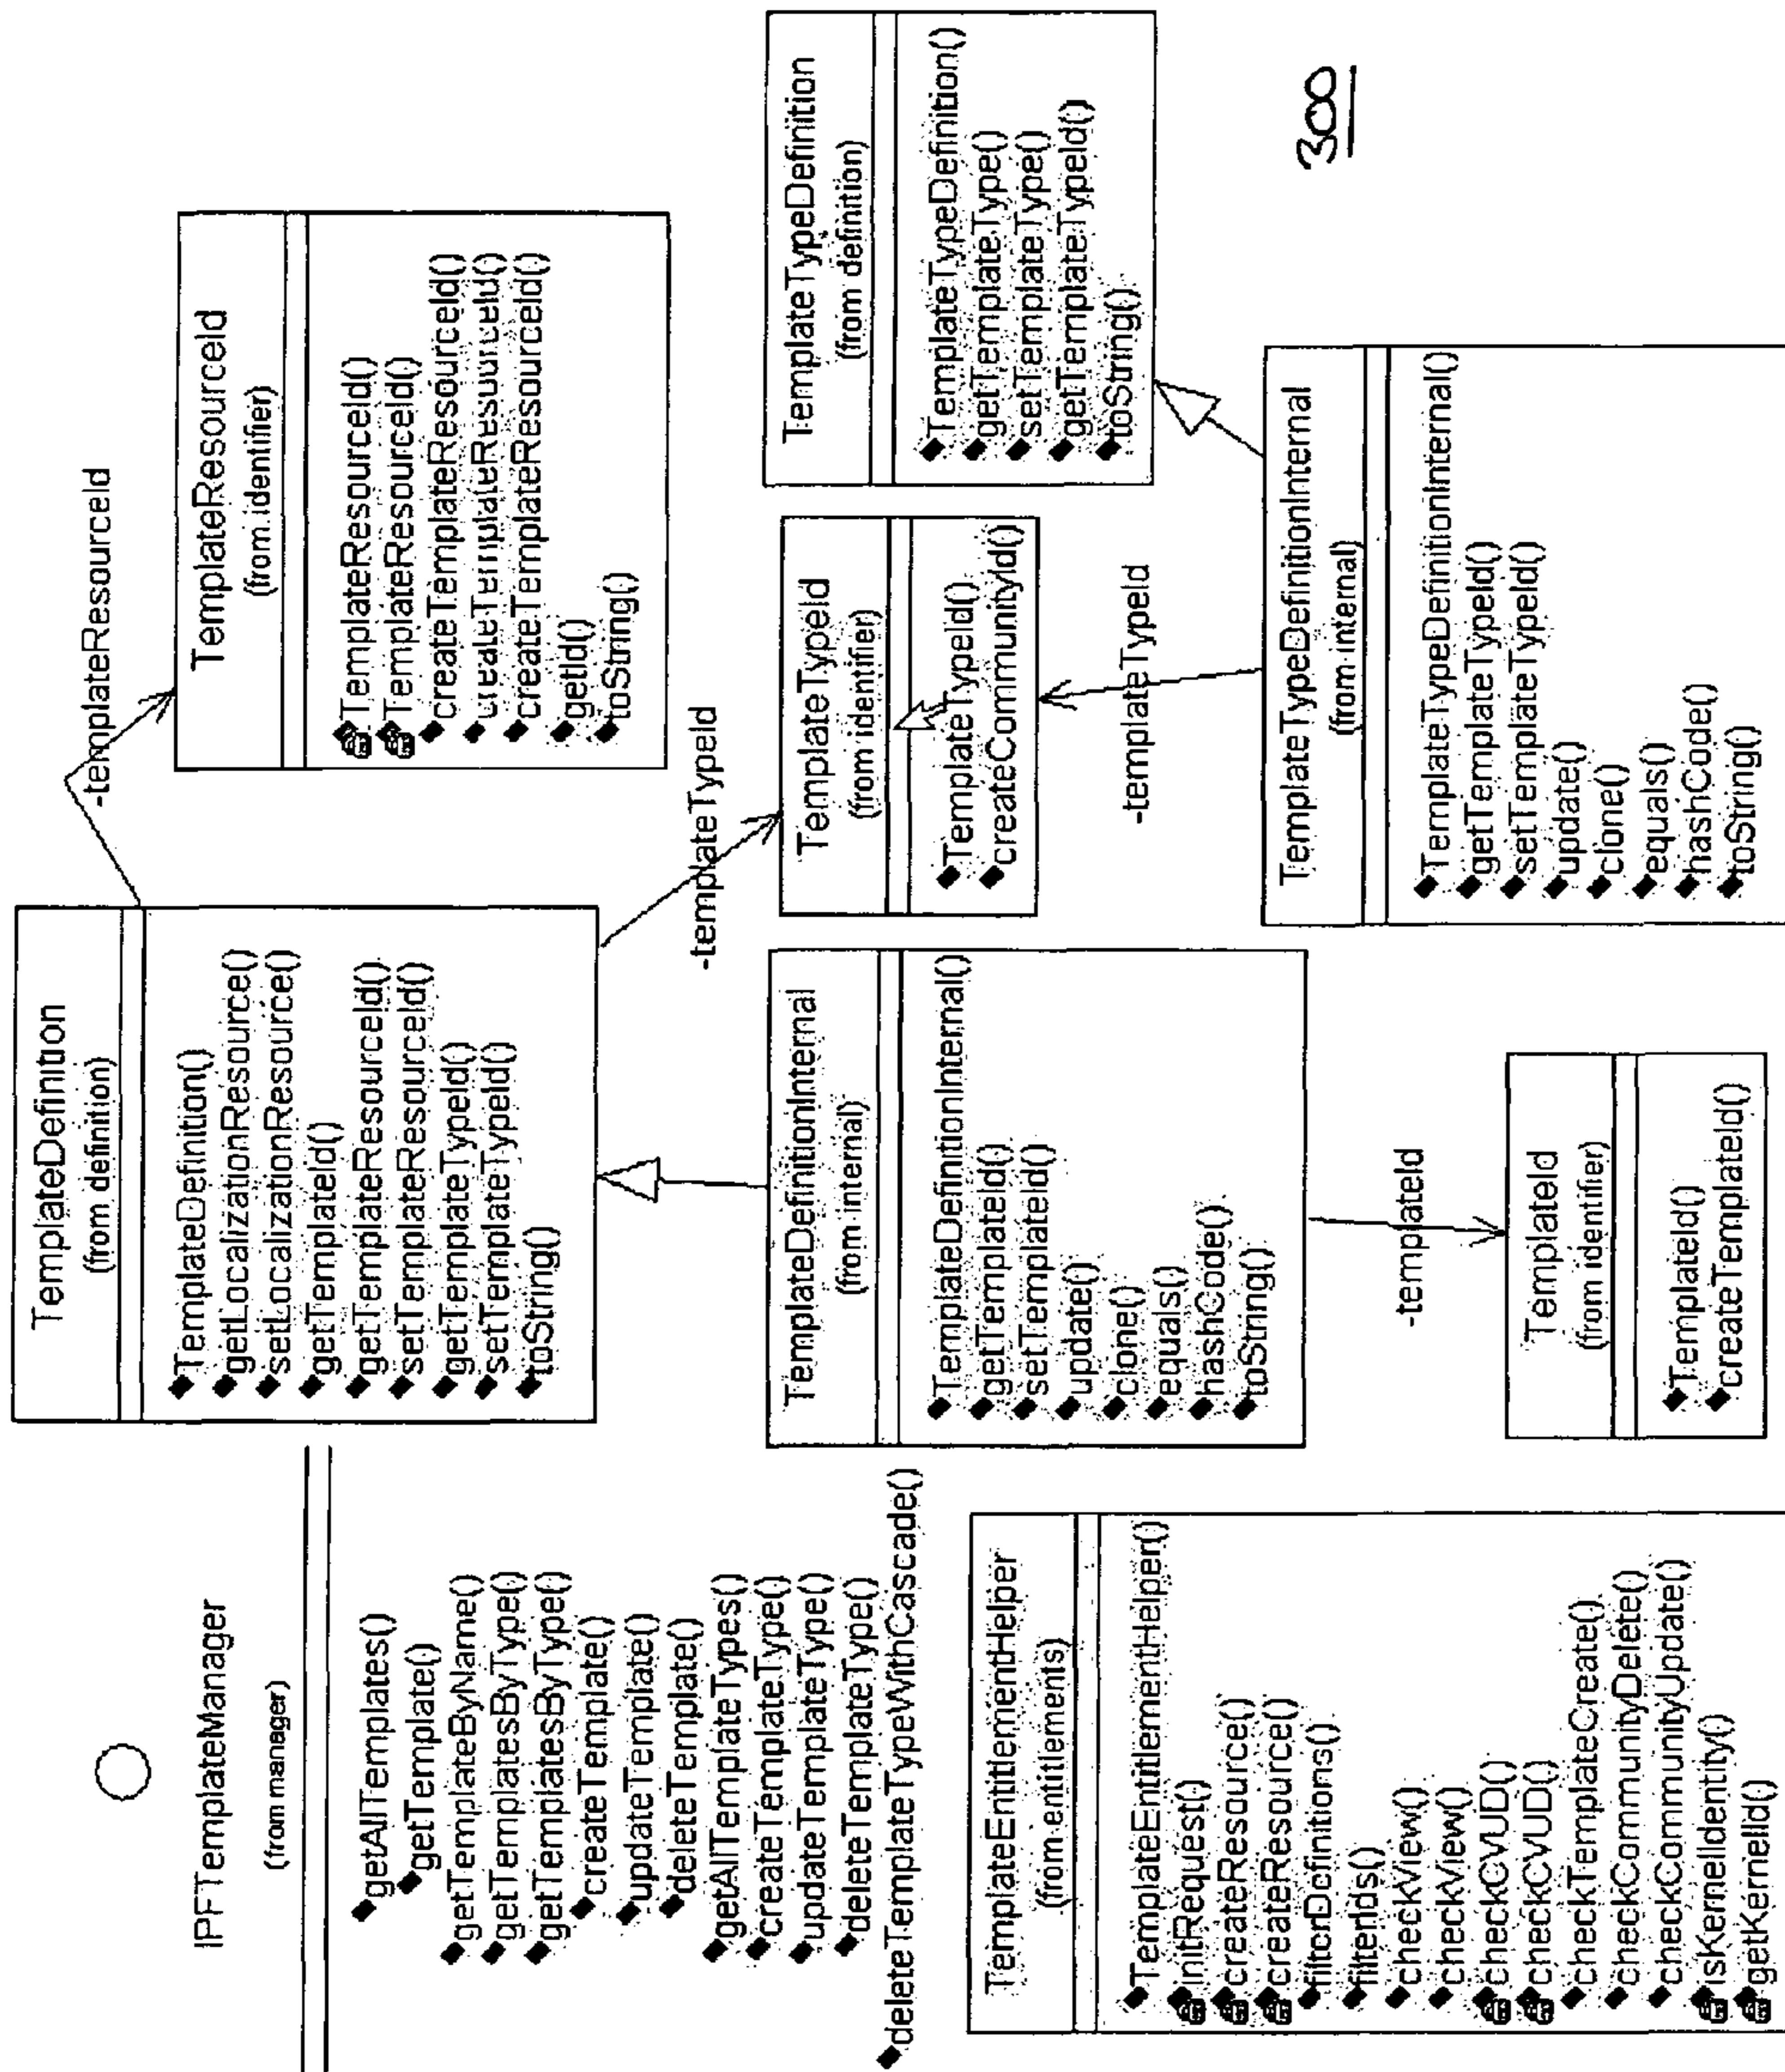 IPFTemplateManager
(from manager)
getAllTemplates()
getTemplate()
getTemplateByName()
getTemplatesByType()
getTemplatesByType()
createTemplate()
updateTemplate()
deleteTemplate()
getAllTemplateTypes()
createTemplateType()
updateTemplateType()
deleteTemplateType()
deleteTemplateTypeWithCascade()
TemplateDefinition
(from definition)
TemplateDefinition()
getLocalizationResource()
setLocalizationResource()
getTemplateId()
getTemplateResourceId()
setTemplateResourceId()
getTemplateTypeId()
setTemplateTypeId()
toString()
-templateResourceId
TemplateResourceId
(from identifier)
TemplateResourceId()
TemplateResourceId()
createTemplateResourceId()
createTemplateResourceId()
createTemplateResourceId()
getId()
toString()
-templateTypeId
TemplateEntitlementHelper
(from entitlements)
TemplateEntitlementHelper()
initRequest()
createResource()
createResource()
filterDefinitions()
filterIds()
checkView()
checkView()
checkCVUD()
checkCVUD()
checkTemplateCreate()
checkCommunityDelete()
checkCommunityUpdate()
isKernelIdentity()
getKernelId()
TemplateDefinitionInternal
(from internal)
TemplateDefinitionInternal()
getTemplateId()
setTemplateId()
update()
clone()
equals()
hashCode()
toString()
TemplateTypeId
(from identifier)
TemplateTypeId()
createCommunityId()
TemplateTypeDefinition
(from definition)
TemplateTypeDefinition()
getTemplateType()
setTemplateType()
getTemplateTypeId()
toString()
-templateId
-templateTypeId
TemplateId
(from identifier)
TemplateId()
createTemplateId()
TemplateTypeDefinitionInternal
(from internal)
TemplateTypeDefinitionInternal()
getTemplateTypeId()
setTemplateTypeId()
update()
clone()
equals()
hashCode()
toString()
308